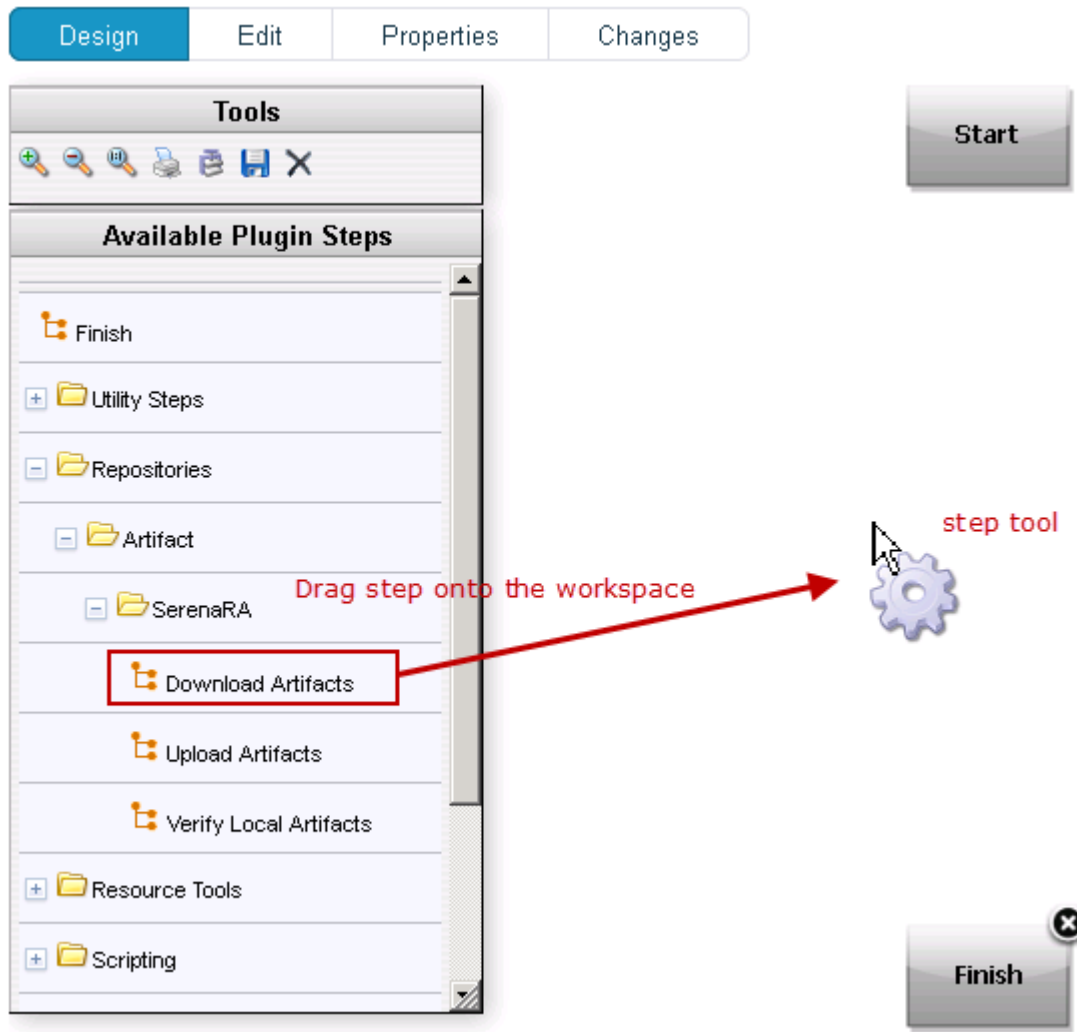 Design Edit Properties Changes
Tools
Start
Available Plugin Steps
Finish
Utility Steps
Repositories
Artifact
step tool
Drag step onto the workspace
SerenaRA
Download Artifacts
Upload Artifacts
Verify Local Artifacts
Resource Tools
Scripting
Finish